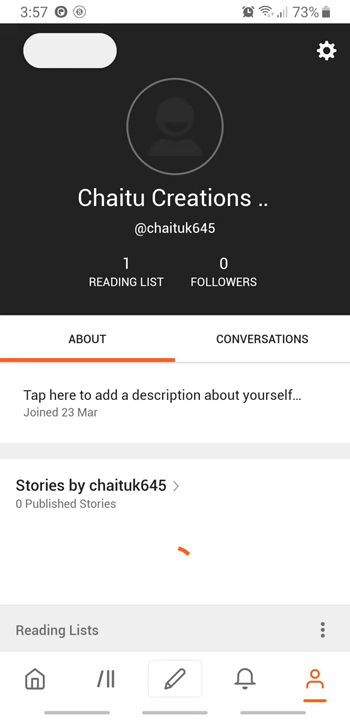 3:57
73%
Chaitu Creations ..
@chaituk645
1
0
READING LIST
FOLLOWERS
ABOUT
CONVERSATIONS
Tap here to add a description about yourself...
Joined 23 Mar
Stories by chaituk645
0 Published Stories
Reading Lists